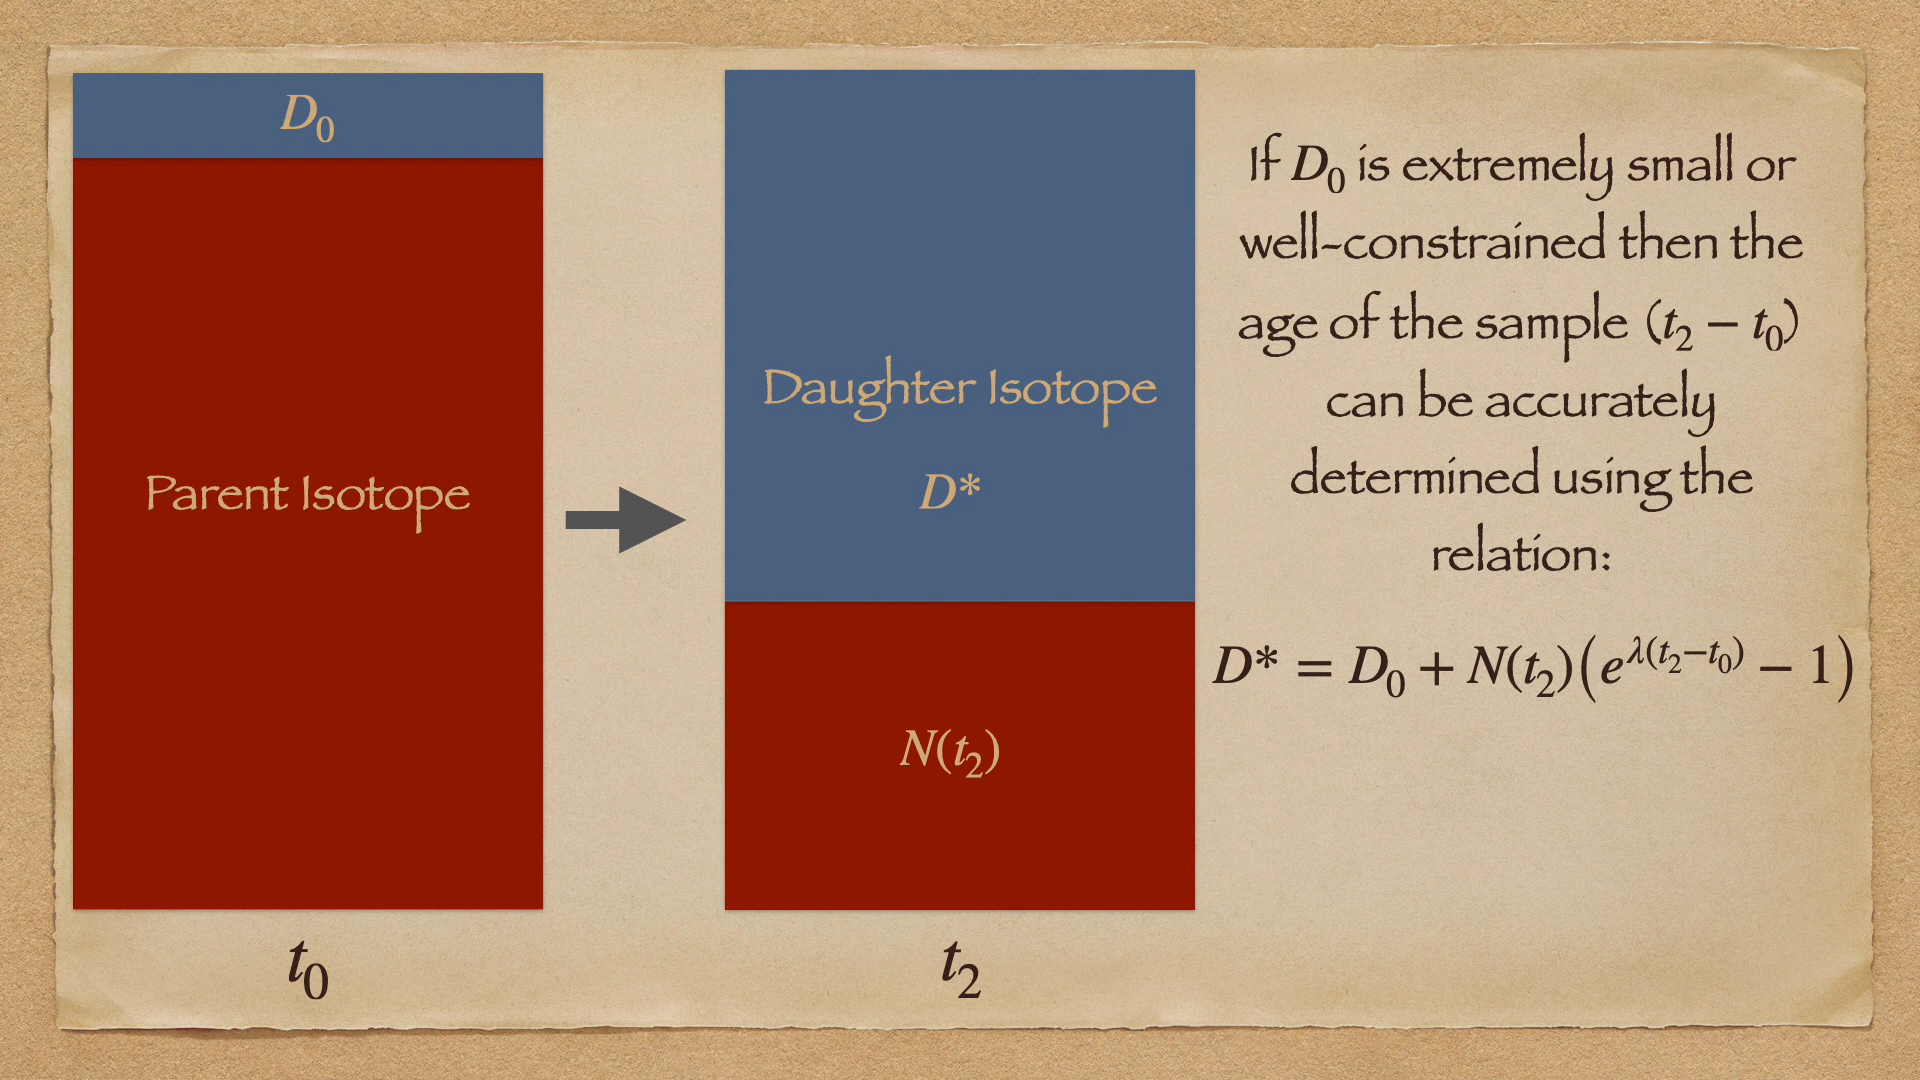 D₀
Parent Isotope
t₀
Daughter Isotope
D*
N(t₂)
t₂
If D₀ is extremely small or
well-constrained then the
age of the sample (t₂ − t₀)
can be accurately
determined using the
relation:
D* = D₀ + N(t₂)(e^{λ(t₂−t₀)} − 1)